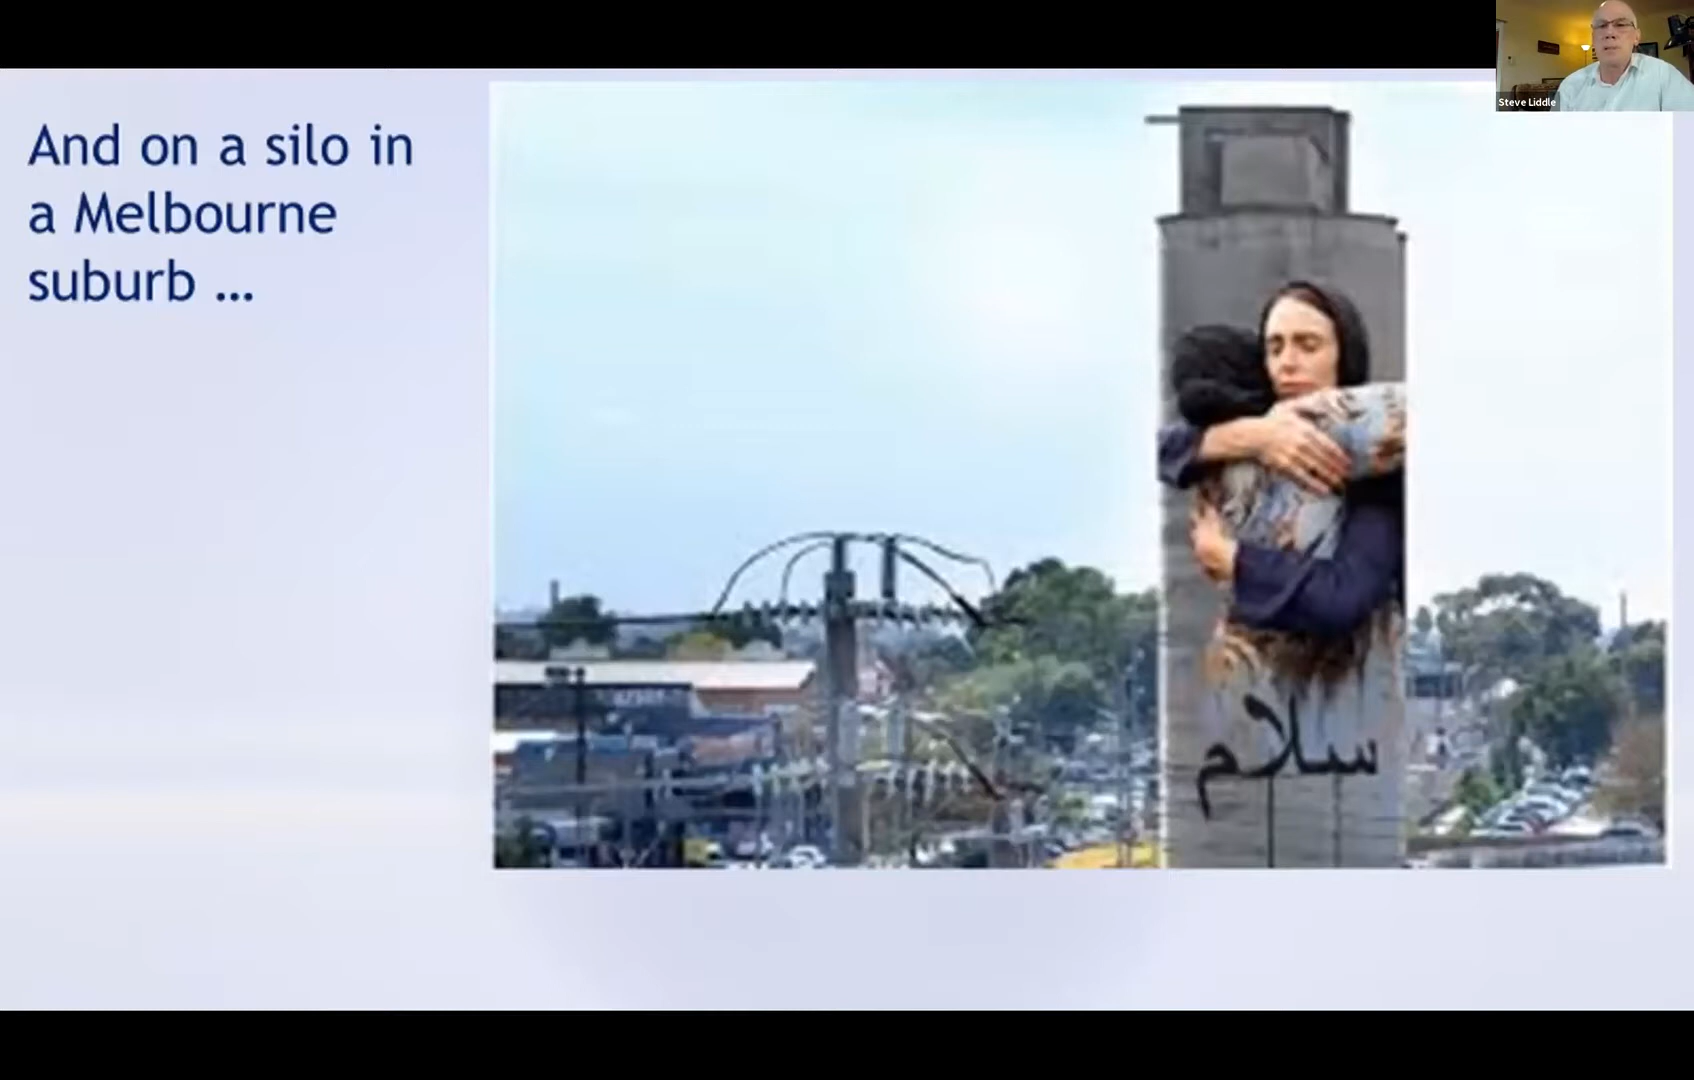 And on a silo in
a Melbourne
suburb ...
Steve Liddle
سلام